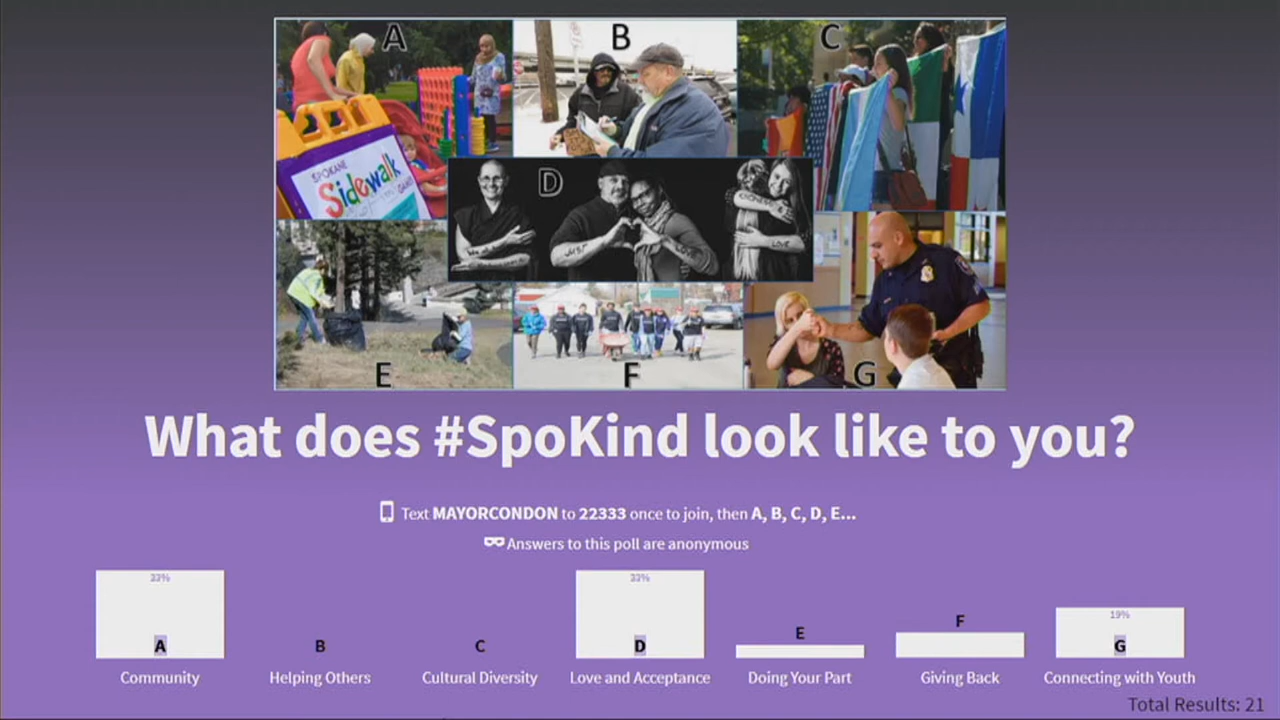 A
B
C
SPOKANE
Sidewalk
D
LOVE
E
F
G
What does #SpoKind look like to you?
Text MAYORCONDON to 22333 once to join, then A, B, C, D, E...
Answers to this poll are anonymous
33% 33% 19%
A B C D E F G
Community Helping Others Cultural Diversity Love and Acceptance Doing Your Part Giving Back Connecting with Youth
Total Results: 21